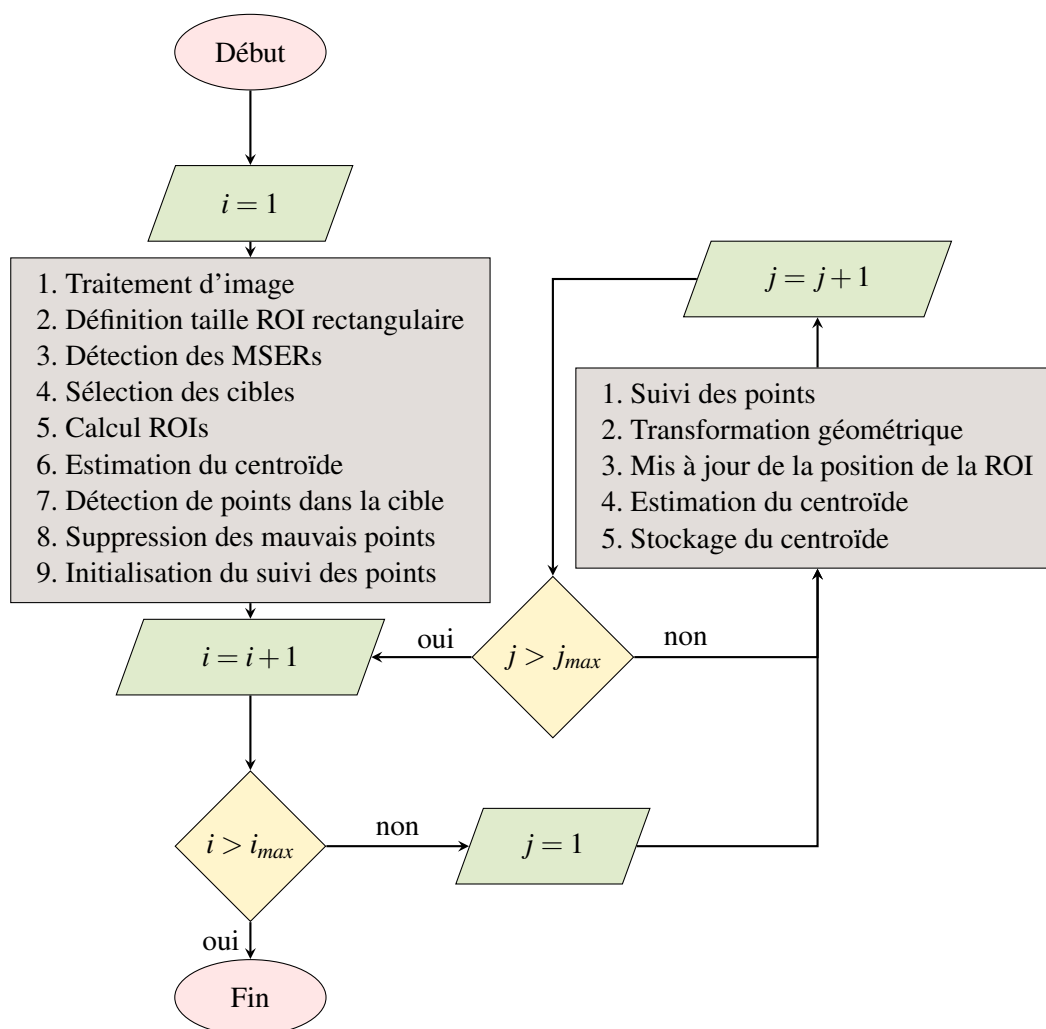 Début
i = 1
1. Traitement d'image
2. Définition taille ROI rectangulaire
3. Détection des MSERs
4. Sélection des cibles
5. Calcul ROIs
6. Estimation du centroïde
7. Détection de points dans la cible
8. Suppression des mauvais points
9. Initialisation du suivi des points
i = i + 1
i > imax
oui
Fin
non
j = 1
j = j + 1
1. Suivi des points
2. Transformation géométrique
3. Mis à jour de la position de la ROI
4. Estimation du centroïde
5. Stockage du centroïde
oui
j > jmax
non